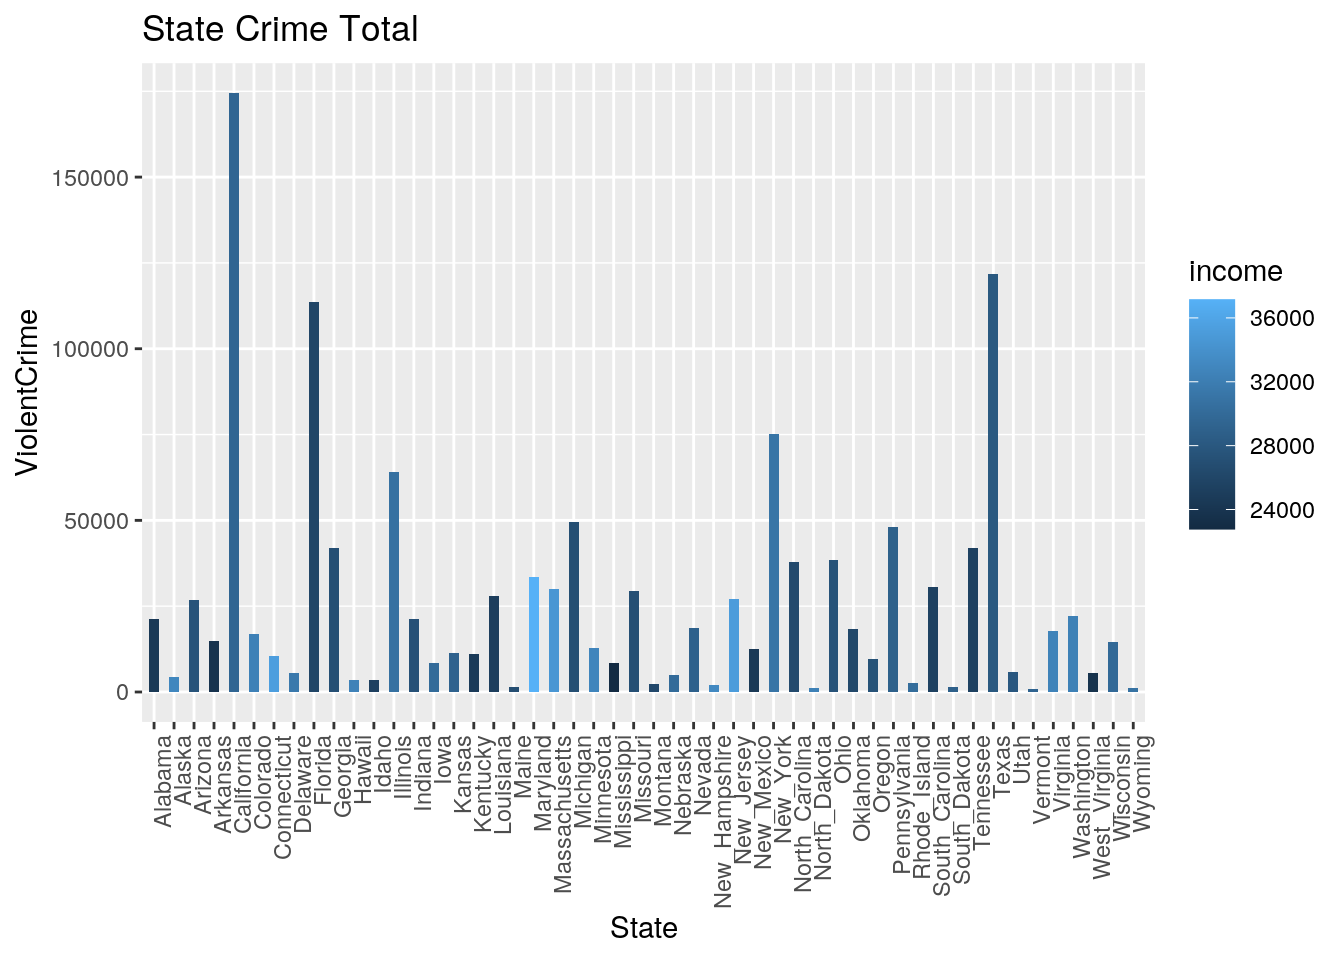 State Crime Total
ViolentCrime
150000
100000
50000
0
Alabama
Alaska
Arizona
Arkansas
California
Colorado
Connecticut
Delaware
Florida
Georgia
Hawaii
Idaho
Illinois
Indiana
Iowa
Kansas
Kentucky
Louisiana
Maine
Maryland
Massachusetts
Michigan
Minnesota
Mississippi
Missouri
Montana
Nebraska
Nevada
New_Hampshire
New_Jersey
New_Mexico
New_York
North_Carolina
North_Dakota
Ohio
Oklahoma
Oregon
Pennsylvania
Rhode_Island
South_Carolina
South_Dakota
Tennessee
Texas
Utah
Vermont
Virginia
Washington
West_Virginia
Wisconsin
Wyoming
State
income
36000
32000
28000
24000